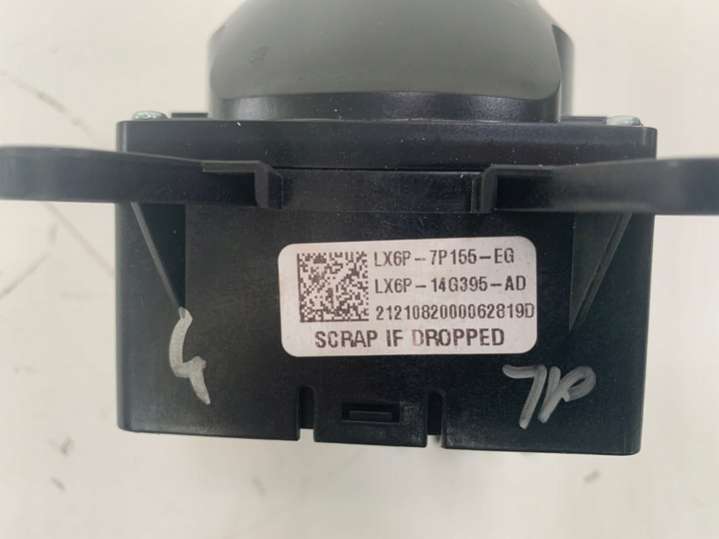 LX6P-7P155-EG
LX6P-14G395-AD
2121082000062819D
SCRAP IF DROPPED
7P